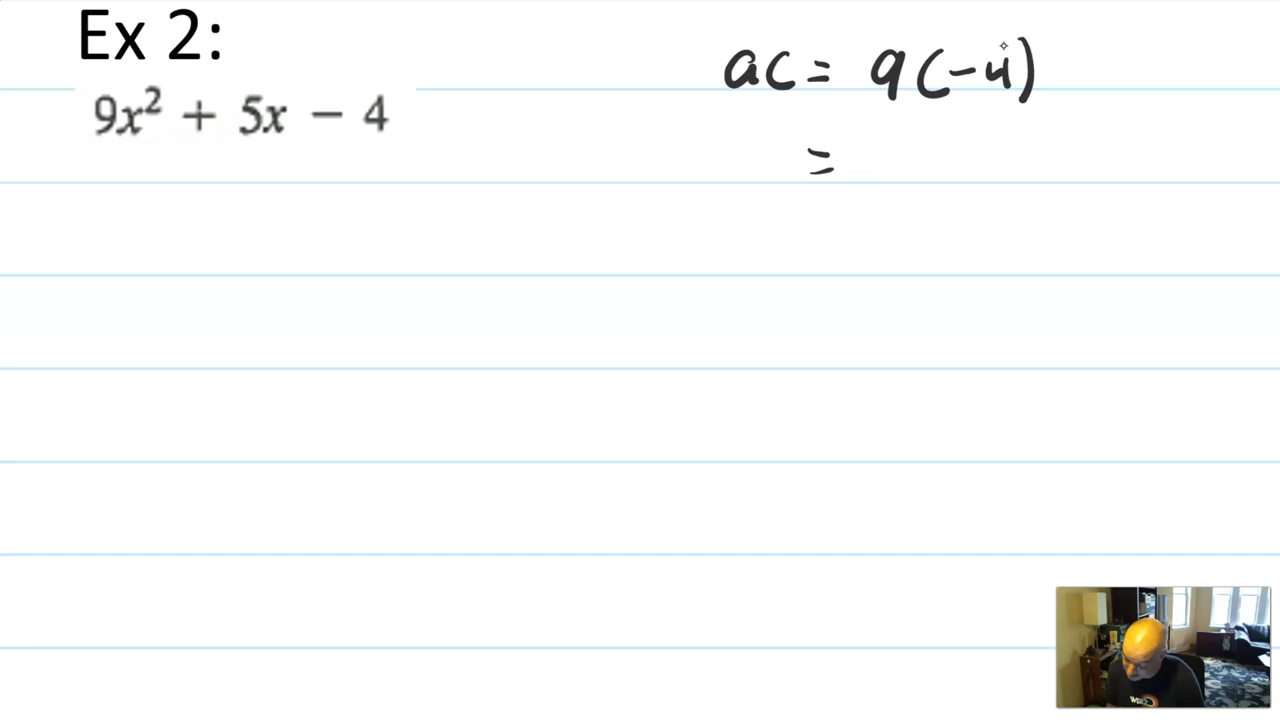 Ex 2:
9x² + 5x − 4
ac = 9(-4)
=